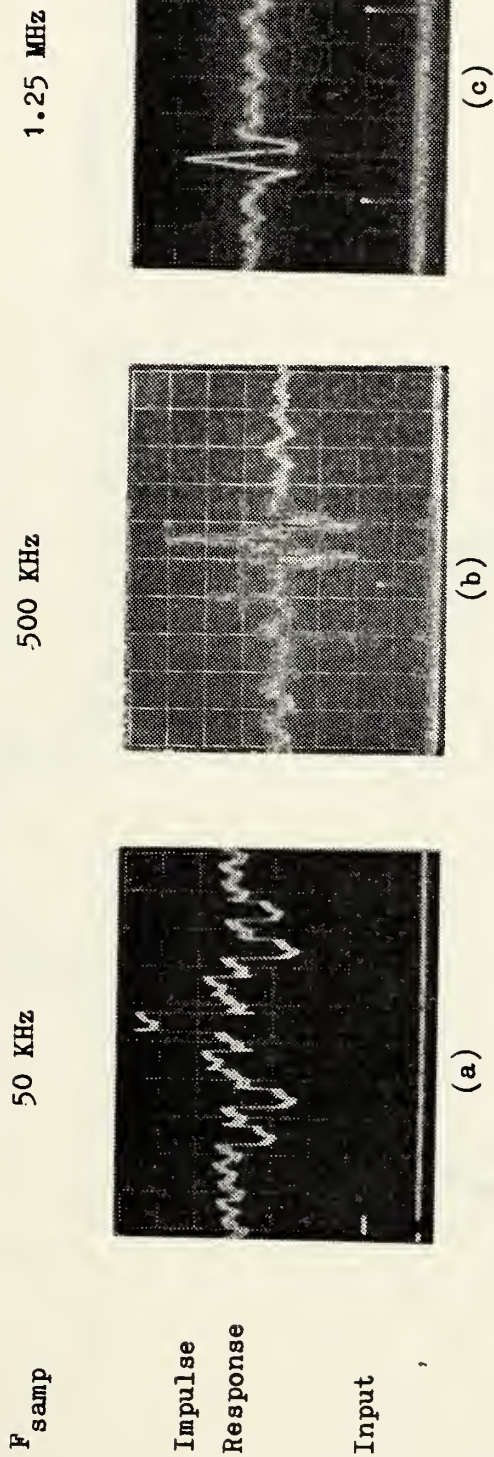 F samp
50 KHz
500 KHz
1.25 MHz
Impulse
Response
Input
(a)
(b)
(c)